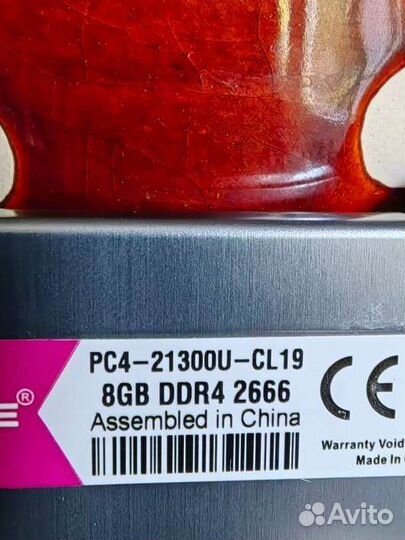 PC4-21300U-CL19
8GB DDR4 2666
Assembled in China
E®
CE
Warranty Void
Made In
Avito